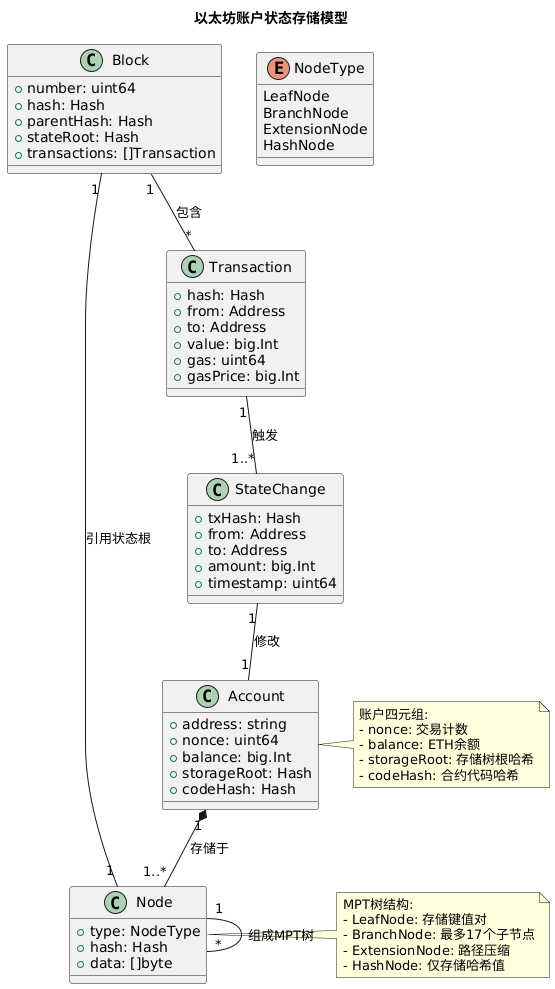 以太坊账户状态存储模型
C Block
number: uint64
hash: Hash
parentHash: Hash
stateRoot: Hash
transactions: []Transaction
E NodeType
LeafNode
BranchNode
ExtensionNode
HashNode
1
1
包含
*
C Transaction
hash: Hash
from: Address
to: Address
value: big.Int
gas: uint64
gasPrice: big.Int
1
触发
1..*
C StateChange
txHash: Hash
from: Address
to: Address
amount: big.Int
timestamp: uint64
引用状态根
1
修改
1
C Account
address: string
nonce: uint64
balance: big.Int
storageRoot: Hash
codeHash: Hash
账户四元组:
- nonce: 交易计数
- balance: ETH余额
- storageRoot: 存储树根哈希
- codeHash: 合约代码哈希
1
存储于
1
1..*
C Node
type: NodeType
hash: Hash
data: []byte
1
组成MPT树
*
MPT树结构:
- LeafNode: 存储键值对
- BranchNode: 最多17个子节点
- ExtensionNode: 路径压缩
- HashNode: 仅存储哈希值